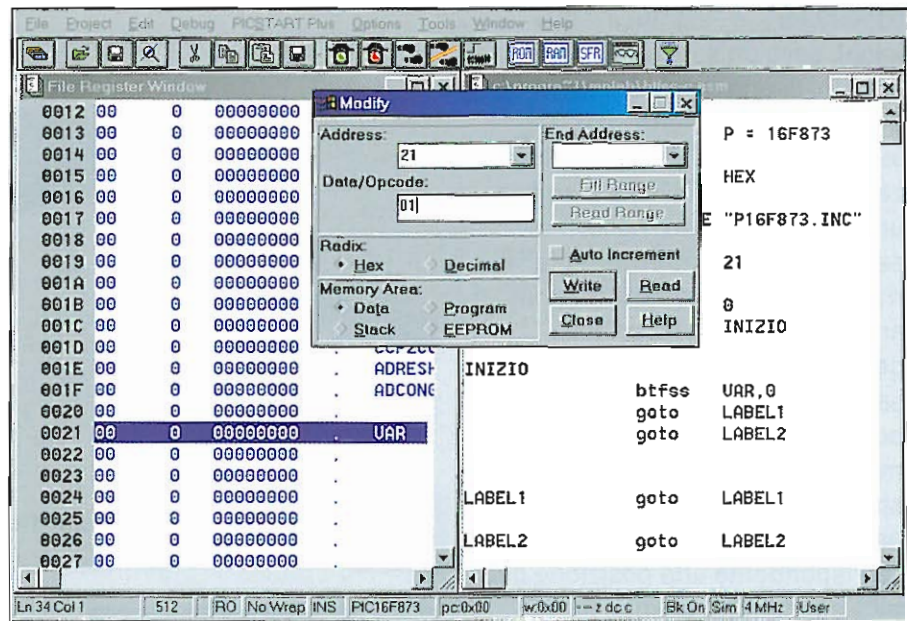 File Project Edit Debug PICSTART Plus Options Tools Window Help
ROM RAM SFR
File Register Window
0012 00 0 00000000
0013 00 0 00000000
0014 00 0 00000000
0015 00 0 00000000
0016 00 0 00000000
0017 00 0 00000000
0018 00 0 00000000
0019 00 0 00000000
001A 00 0 00000000
001B 00 0 00000000
001C 00 0 00000000
001D 00 0 00000000 .
001E 00 0 00000000 . ADRESH
001F 00 0 00000000 . ADCON0
0020 00 0 00000000 .
0021 00 0 00000000 . VAR
0022 00 0 00000000 .
0023 00 0 00000000 .
0024 00 0 00000000 .
0025 00 0 00000000 .
0026 00 0 00000000 .
0027 00 0 00000000 .
Modify
Address:
21
Data/Opcode:
01
Radix:
Hex Decimal
Memory Area:
Data Program
Stack EEPROM
End Address:
Fill Range
Read Range
Auto Increment
Write Read
Close Help
P = 16F873
HEX
E "P16F873.INC"
21
0
INIZIO
INIZIO
btfss VAR,0
goto LABEL1
goto LABEL2
LABEL1 goto LABEL1
LABEL2 goto LABEL2
Ln 34 Col 1 512 RO No Wrap INS PIC16F873 pc:0x00 w:0x00 --- z dc c Bk On Sim 4 MHz User